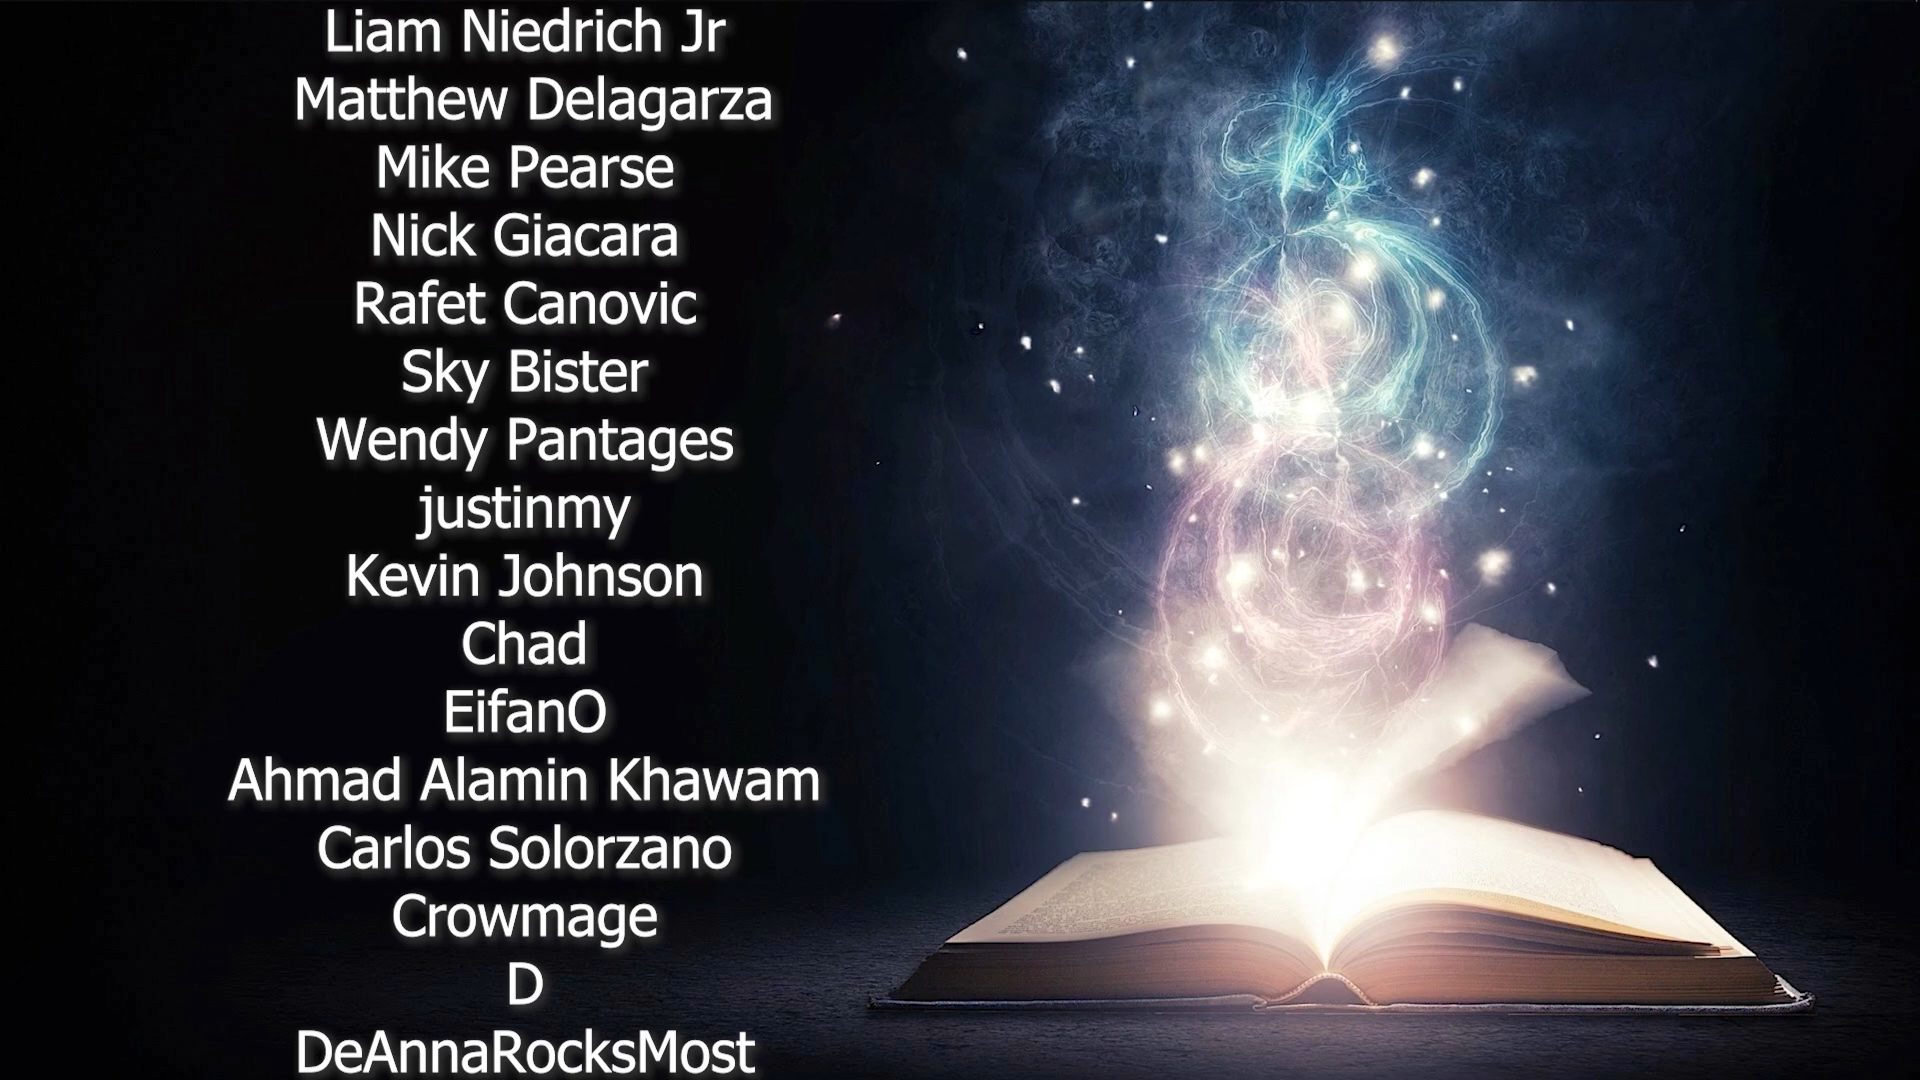 Liam Niedrich Jr
Matthew Delagarza
Mike Pearse
Nick Giacara
Rafet Canovic
Sky Bister
Wendy Pantages
justinmy
Kevin Johnson
Chad
EifanO
Ahmad Alamin Khawam
Carlos Solorzano
Crowmage
D
DeAnnaRocksMost